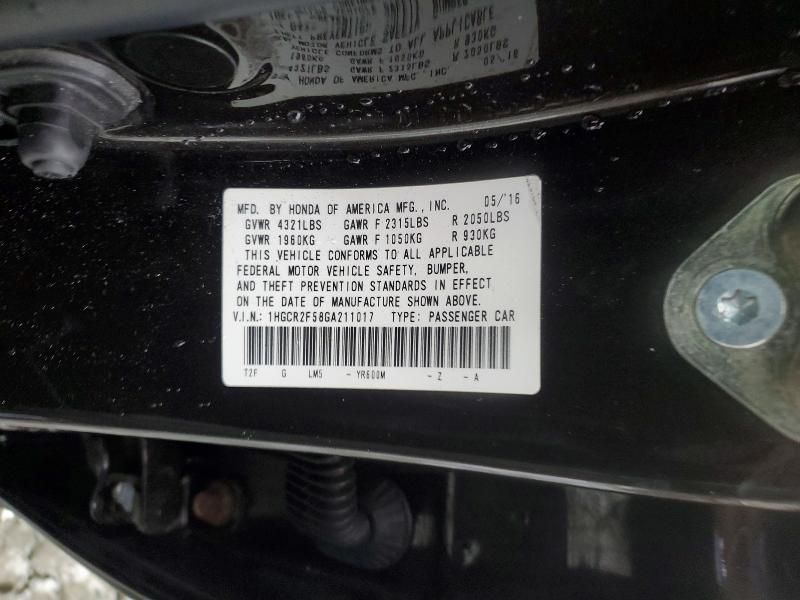 MFD. BY HONDA OF AMERICA MFG., INC. 05/'16
GVWR 4321LBS GAWR F 2315LBS R 2050LBS
GVWR 1960KG GAWR F 1050KG R 930KG
THIS VEHICLE CONFORMS TO ALL APPLICABLE
FEDERAL MOTOR VEHICLE SAFETY, BUMPER,
AND THEFT PREVENTION STANDARDS IN EFFECT
ON THE DATE OF MANUFACTURE SHOWN ABOVE.
V.I.N.: 1HGCR2F58GA211017 TYPE: PASSENGER CAR
T2F G LM5 - YR600M - Z - A